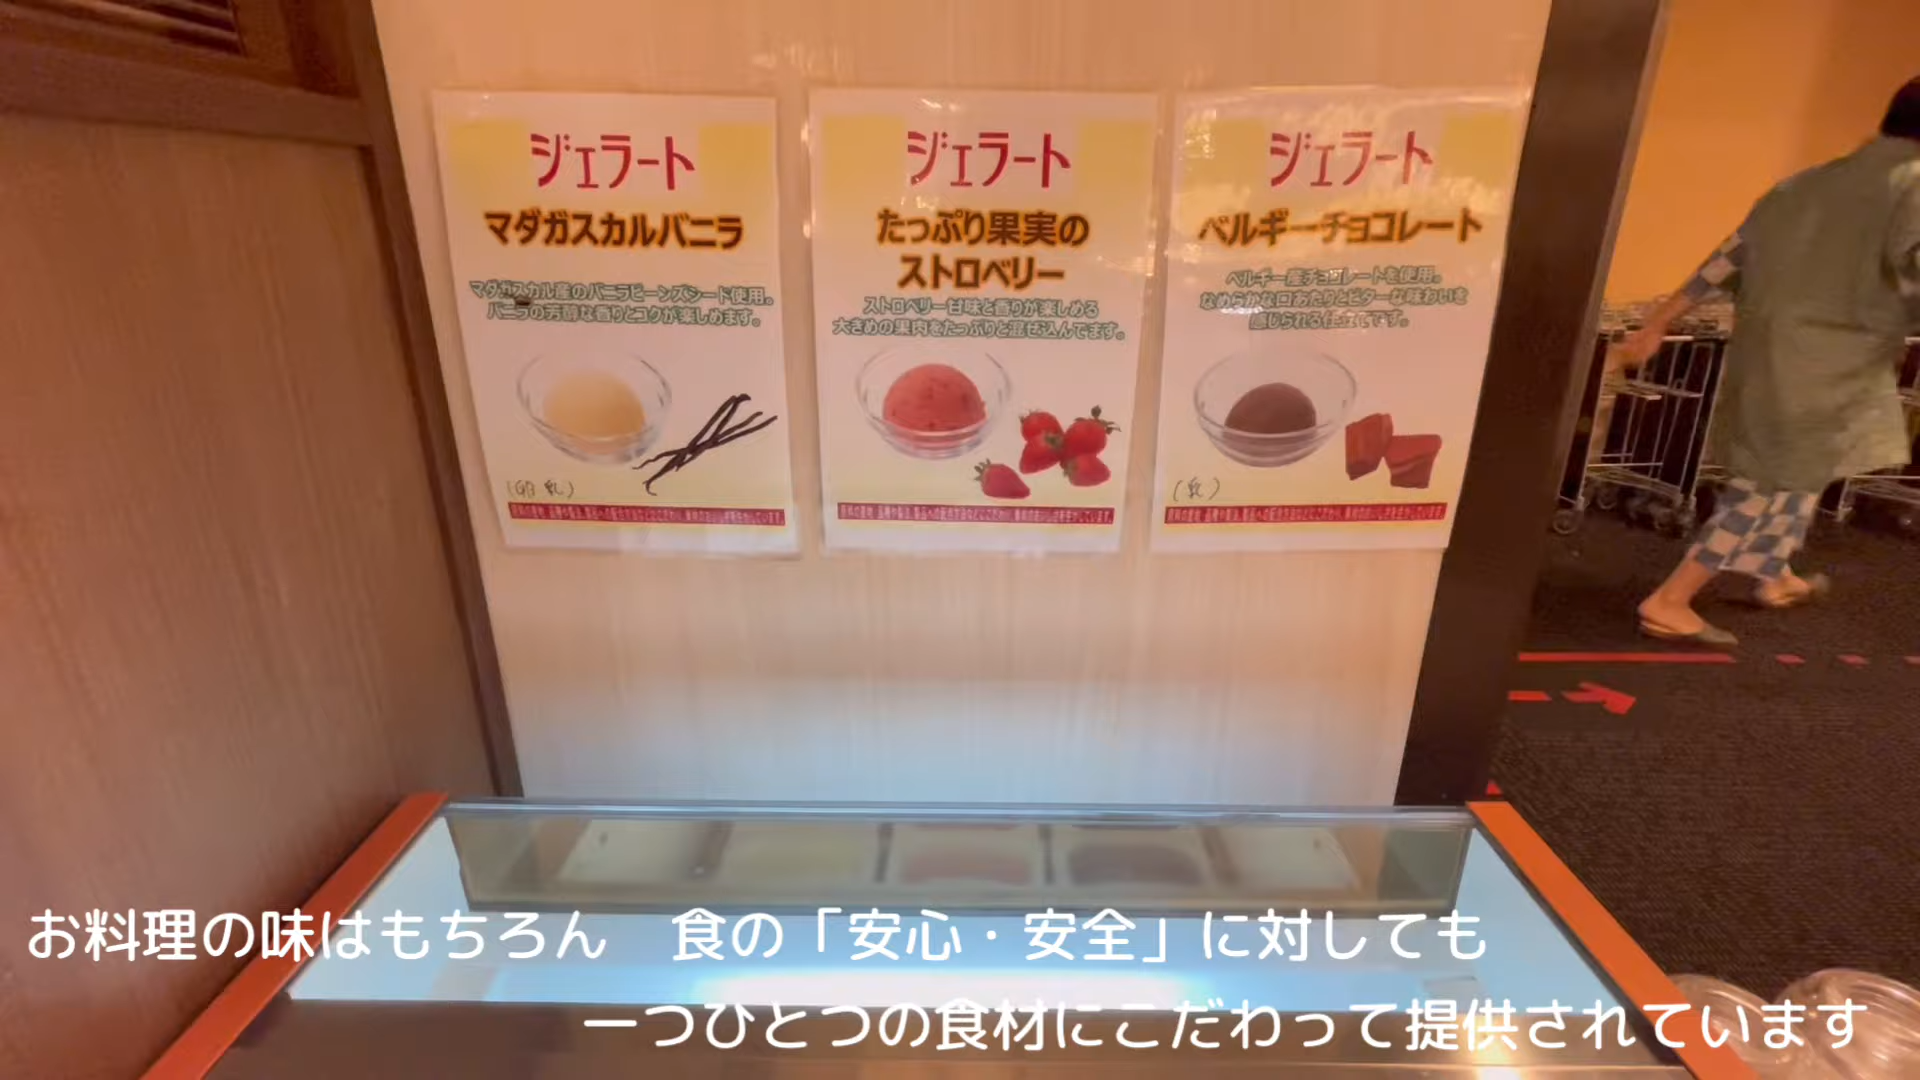 ジェラート
マダガスカルバニラ
マダガスカル産のバニラビーンズシード使用。
バニラの芳醇な香りとコクが楽しめます。
(卵 乳)
ジェラート
たっぷり果実の
ストロベリー
ストロベリー甘味と香りが楽しめる
大きめの果肉をたっぷりと混ぜ込んでます。
ジェラート
ベルギーチョコレート
ベルギー産チョコレートを使用。
なめらかな口あたりとビターな味わいを
感じられる仕立てです。
(乳)
お料理の味はもちろん 食の「安心・安全」に対しても
一つひとつの食材にこだわって提供されています